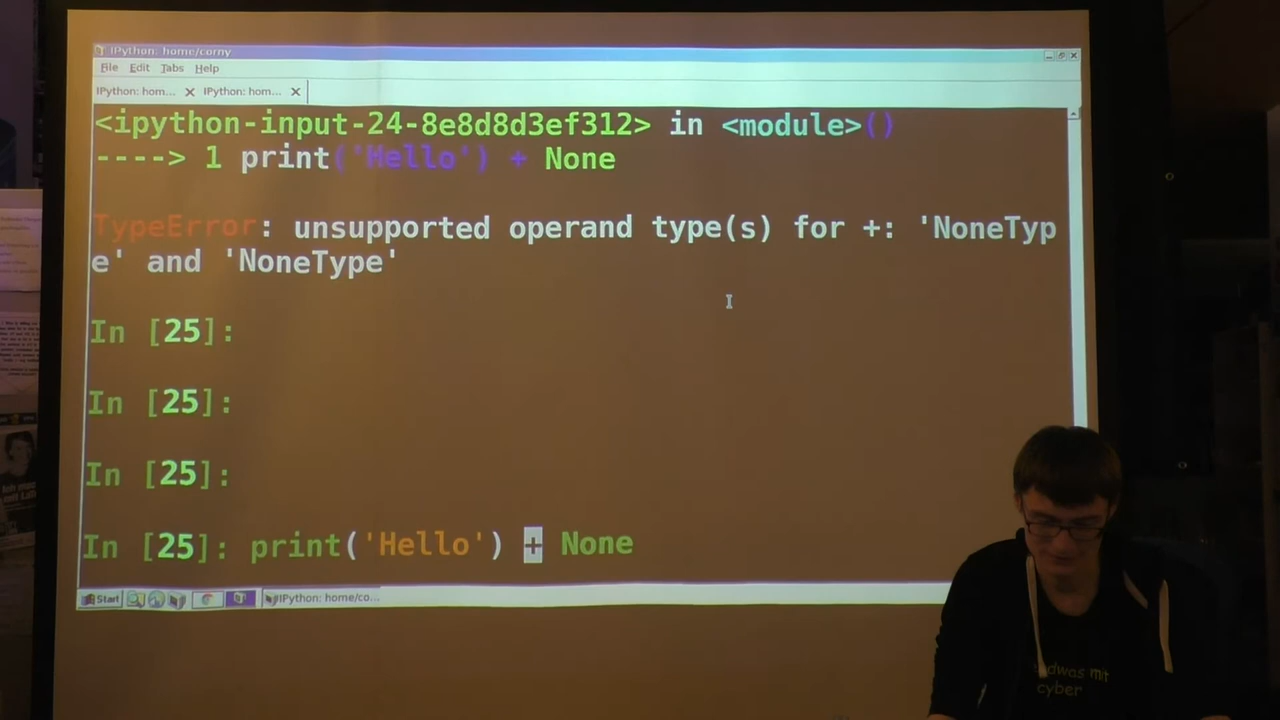 IPython: home/corny
File Edit Tabs Help
IPython: hom... IPython: hom...
<ipython-input-24-8e8d8d3ef312> in <module>()
----> 1 print('Hello') + None
TypeError: unsupported operand type(s) for +: 'NoneTyp
e' and 'NoneType'
In [25]:
In [25]:
In [25]:
In [25]: print('Hello') + None
Start IPython: home/co...
mit
cyber